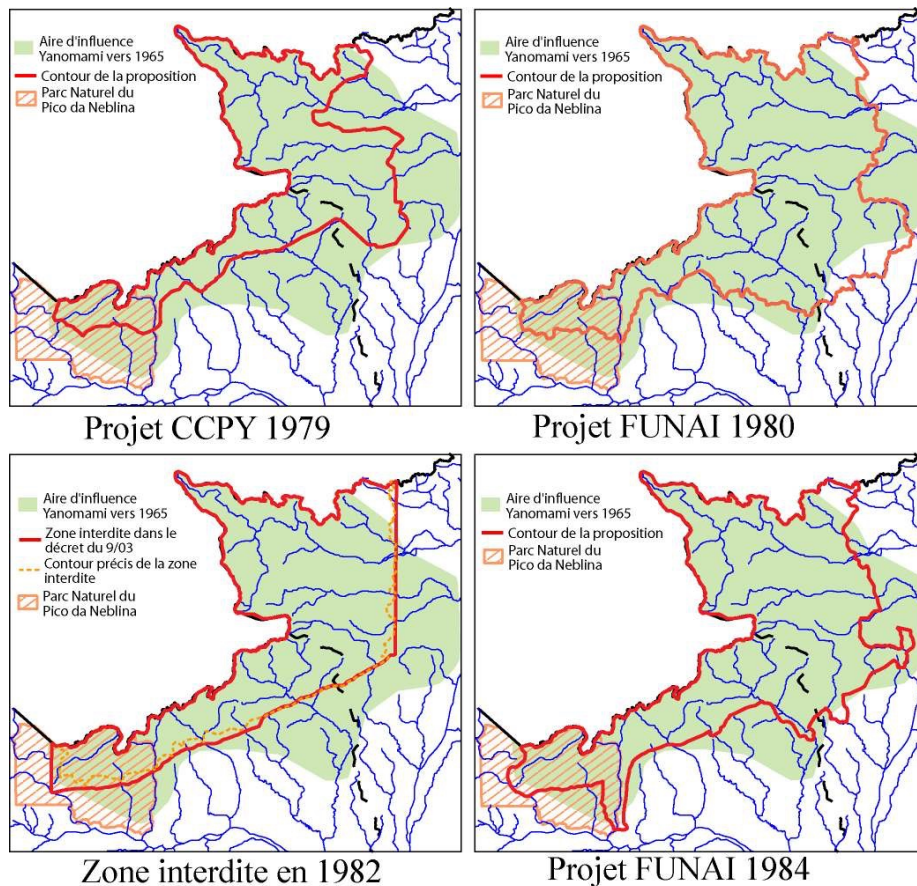 Aire d'influence
Yanomami vers 1965
Contour de la proposition
Parc Naturel du
Pico da Neblina
Projet CCPY 1979
Aire d'influence
Yanomami vers 1965
Contour de la proposition
Parc Naturel du
Pico da Neblina
Projet FUNAI 1980
Aire d'influence
Yanomami vers 1965
Zone interdite dans le
décret du 9/03
Contour précis de la zone
interdite
Parc Naturel du
Pico da Neblina
Zone interdite en 1982
Aire d'influence
Yanomami vers 1965
Contour de la proposition
Parc Naturel du
Pico da Neblina
Projet FUNAI 1984